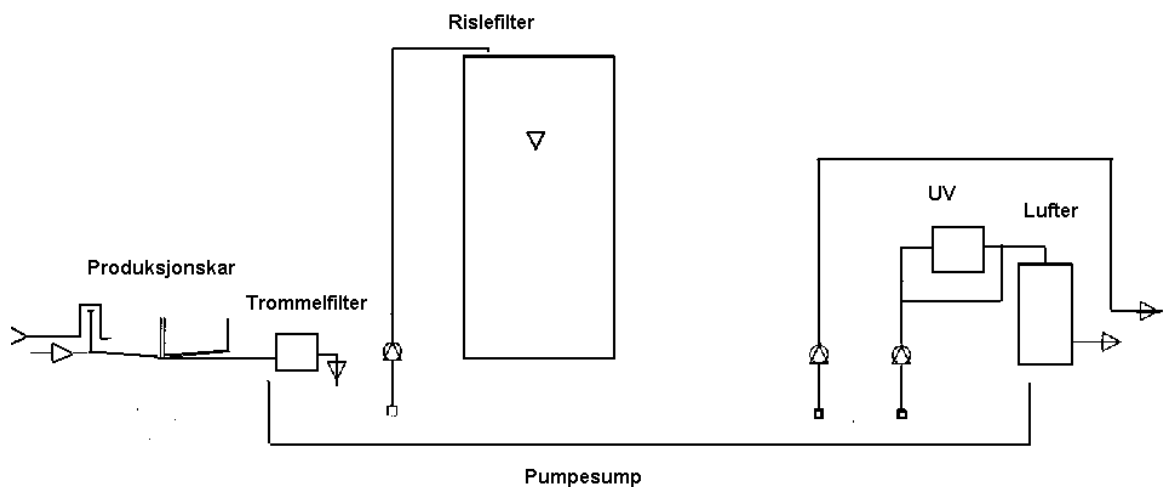 Rislefilter
UV
Lufter
Produksjonskar
Trommelfilter
Pumpesump